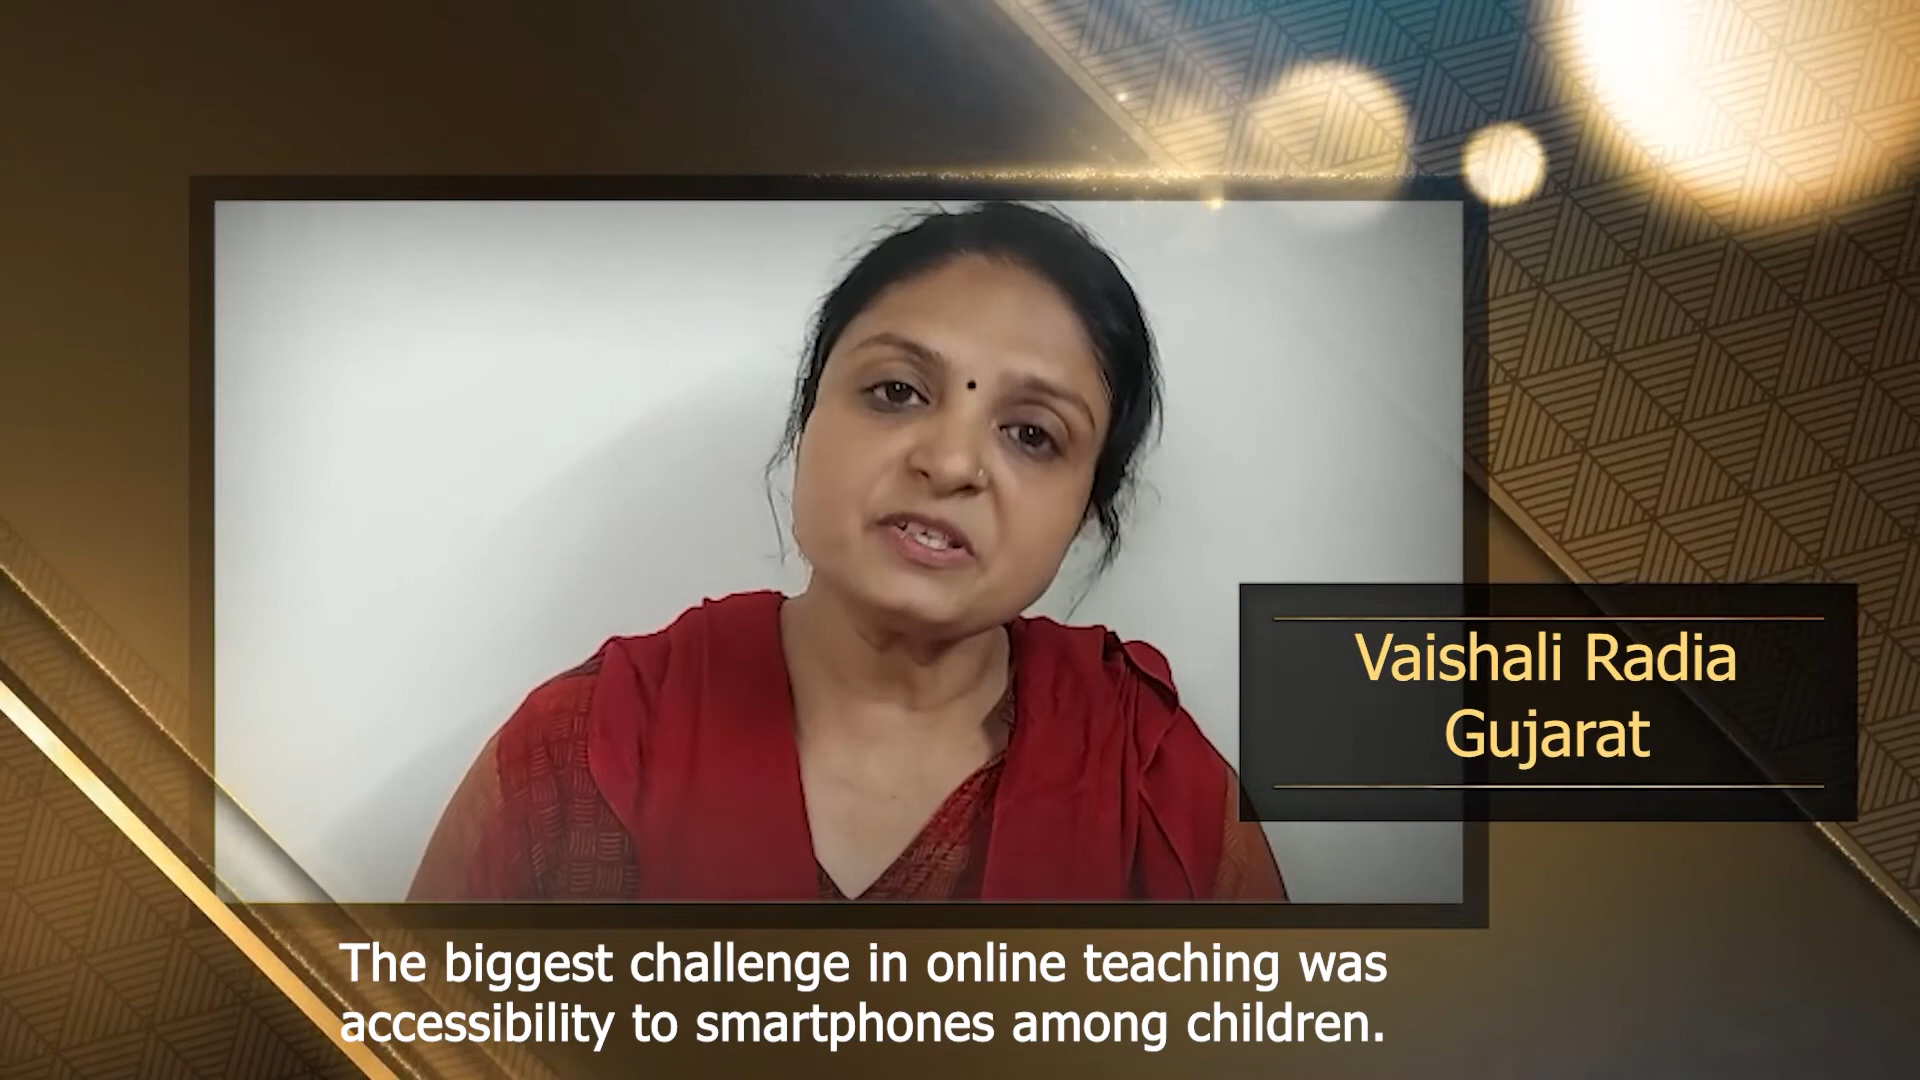 Vaishali Radia
Gujarat
The biggest challenge in online teaching was
accessibility to smartphones among children.